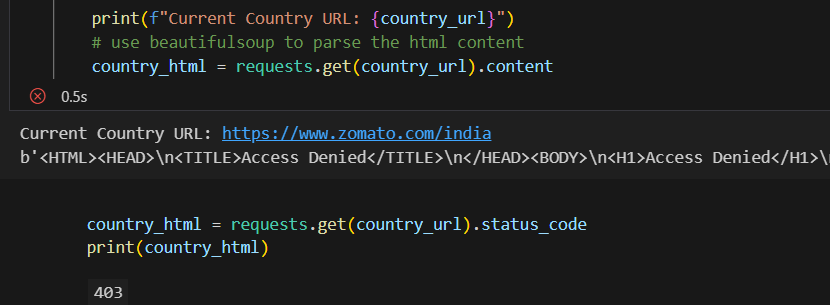 print(f"Current Country URL: {country_url}")
# use beautifulsoup to parse the html content
country_html = requests.get(country_url).content
0.5s
Current Country URL: https://www.zomato.com/india
b'<HTML><HEAD>\n<TITLE>Access Denied</TITLE>\n</HEAD><BODY>\n<H1>Access Denied</H1>\
country_html = requests.get(country_url).status_code
print(country_html)
403